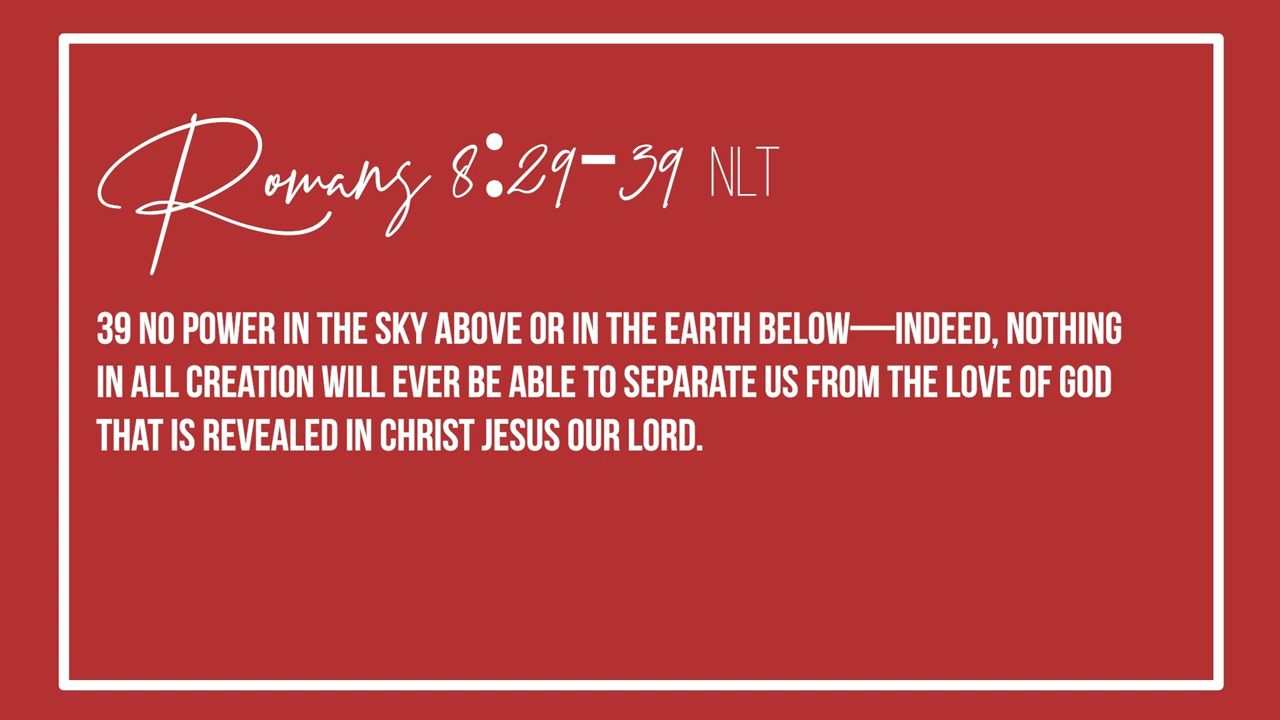 Romans 8:29-39 NLT
39 NO POWER IN THE SKY ABOVE OR IN THE EARTH BELOW—INDEED, NOTHING
IN ALL CREATION WILL EVER BE ABLE TO SEPARATE US FROM THE LOVE OF GOD
THAT IS REVEALED IN CHRIST JESUS OUR LORD.